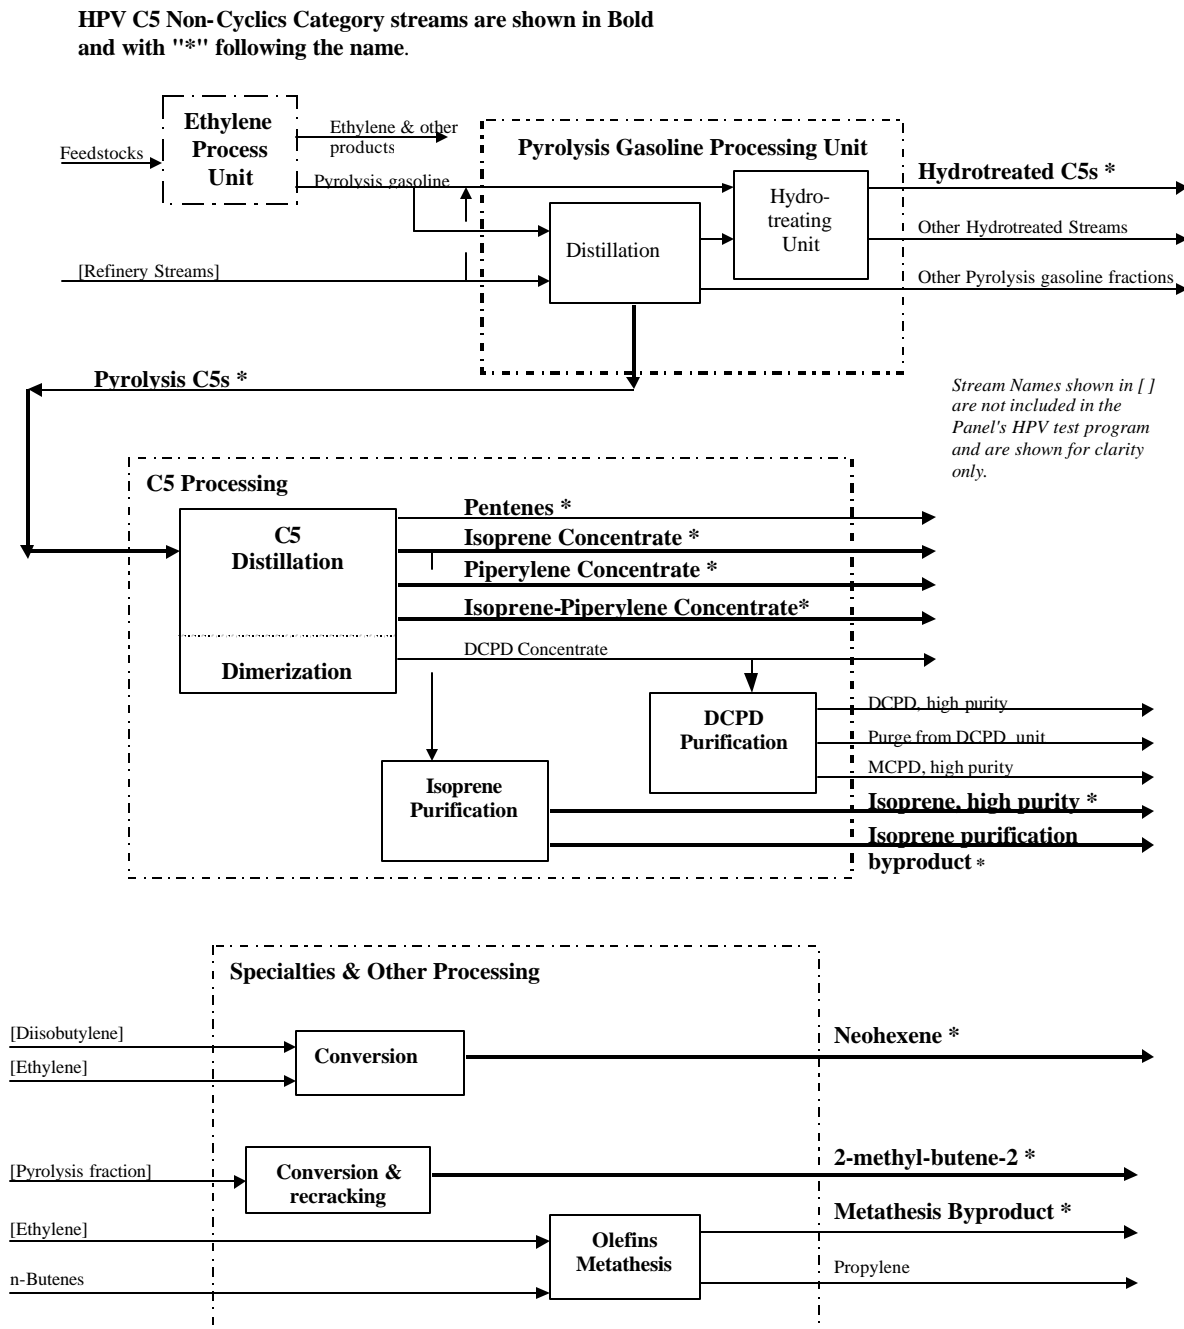 HPV C5 Non-Cyclics Category streams are shown in Bold
and with "*" following the name.
Ethylene
Process
Unit
Feedstocks
Ethylene & other
products
Pyrolysis gasoline
[Refinery Streams]
Pyrolysis Gasoline Processing Unit
Hydro-
treating
Unit
Distillation
Hydrotreated C5s *
Other Hydrotreated Streams
Other Pyrolysis gasoline fractions
Pyrolysis C5s *
Stream Names shown in [ ]
are not included in the
Panel's HPV test program
and are shown for clarity
only.
C5 Processing
C5
Distillation
Dimerization
Pentenes *
Isoprene Concentrate *
Piperylene Concentrate *
Isoprene-Piperylene Concentrate*
DCPD Concentrate
DCPD
Purification
DCPD, high purity
Purge from DCPD unit
MCPD, high purity
Isoprene
Purification
Isoprene, high purity *
Isoprene purification
byproduct *
Specialties & Other Processing
[Diisobutylene]
[Ethylene]
Conversion
Neohexene *
[Pyrolysis fraction]
Conversion &
recracking
2-methyl-butene-2 *
[Ethylene]
n-Butenes
Olefins
Metathesis
Metathesis Byproduct *
Propylene